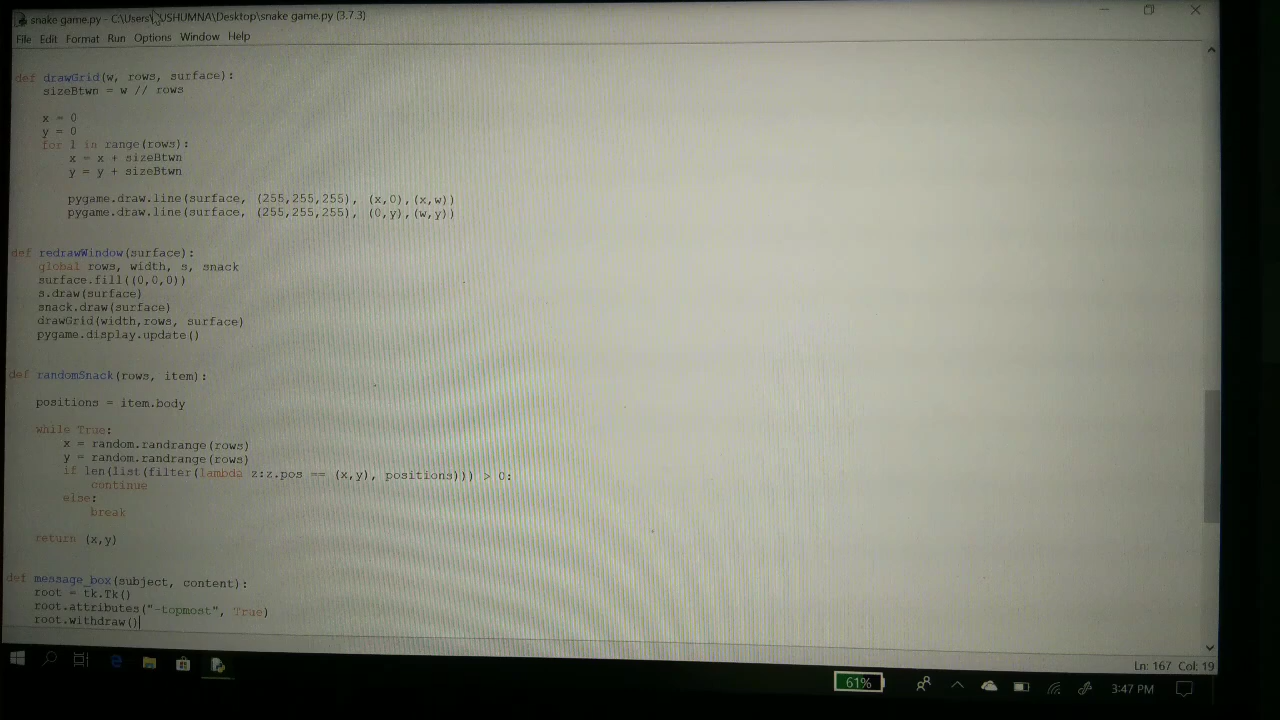 snake game.py - C:\Users\SUSHUMNA\Desktop\snake game.py (3.7.3)
File Edit Format Run Options Window Help
def drawGrid(w, rows, surface):
    sizeBtwn = w // rows
    x = 0
    y = 0
    for l in range(rows):
        x = x + sizeBtwn
        y = y + sizeBtwn
        pygame.draw.line(surface, (255,255,255), (x,0),(x,w))
        pygame.draw.line(surface, (255,255,255), (0,y),(w,y))
def redrawWindow(surface):
    global rows, width, s, snack
    surface.fill((0,0,0))
    s.draw(surface)
    snack.draw(surface)
    drawGrid(width,rows, surface)
    pygame.display.update()
def randomSnack(rows, item):
    positions = item.body
    while True:
        x = random.randrange(rows)
        y = random.randrange(rows)
        if len(list(filter(lambda z:z.pos == (x,y), positions))) > 0:
            continue
        else:
            break
    return (x,y)
def message_box(subject, content):
    root = tk.Tk()
    root.attributes("-topmost", True)
    root.withdraw()
Ln: 167 Col: 19
61%
3:47 PM